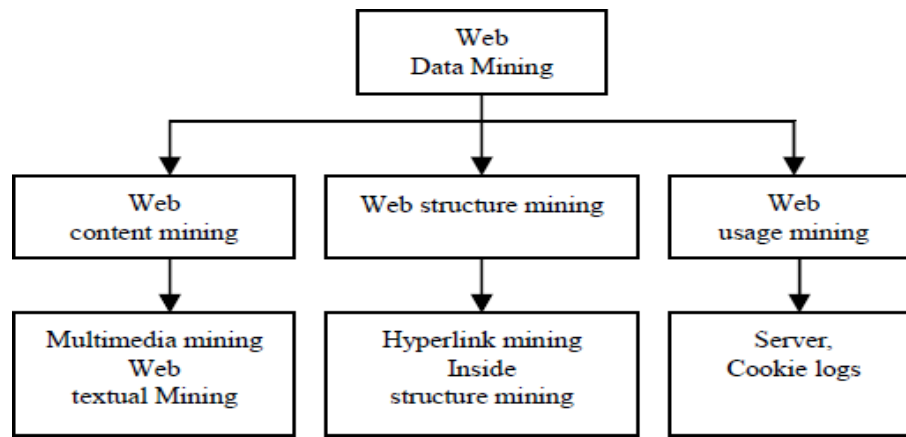 Web
Data Mining
Web
content mining
Web structure mining
Web
usage mining
Multimedia mining
Web
textual Mining
Hyperlink mining
Inside
structure mining
Server,
Cookie logs